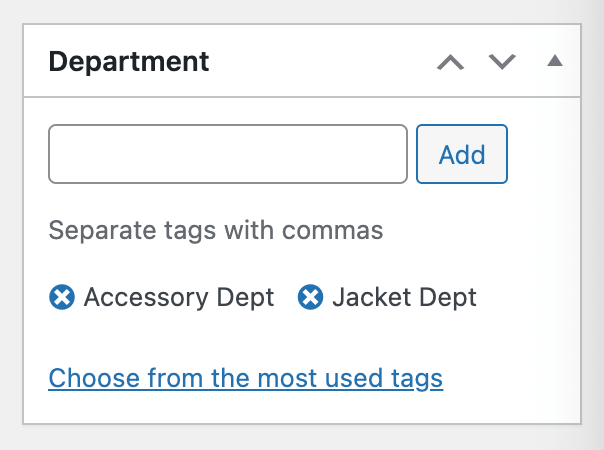 Department
Add
Separate tags with commas
Accessory Dept Jacket Dept
Choose from the most used tags